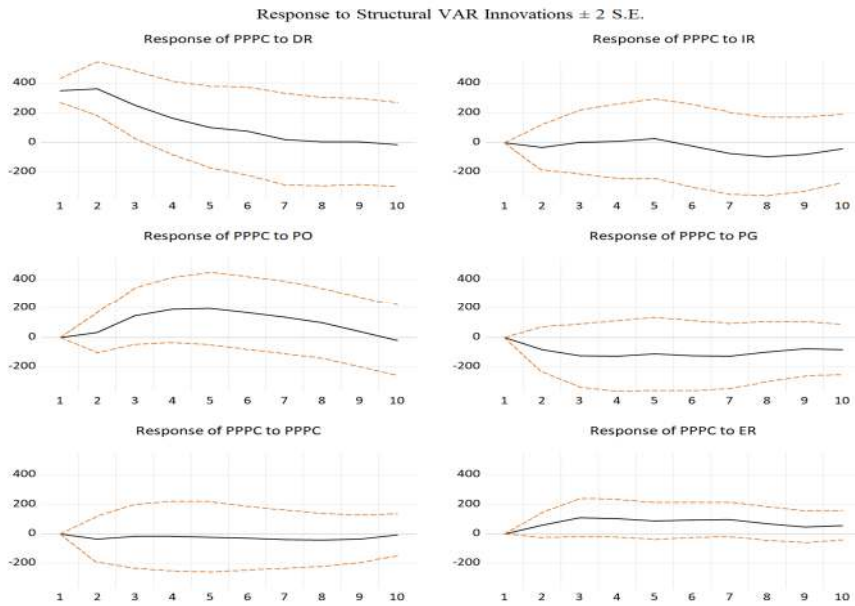 Response to Structural VAR Innovations ± 2 S.E.
Response of PPPC to DR
400
200
0
-200
1 2 3 4 5 6 7 8 9 10
Response of PPPC to IR
400
200
0
-200
1 2 3 4 5 6 7 8 9 10
Response of PPPC to PO
400
200
0
-200
1 2 3 4 5 6 7 8 9 10
Response of PPPC to PG
400
200
0
-200
1 2 3 4 5 6 7 8 9 10
Response of PPPC to PPPC
400
200
0
-200
1 2 3 4 5 6 7 8 9 10
Response of PPPC to ER
400
200
0
-200
1 2 3 4 5 6 7 8 9 10